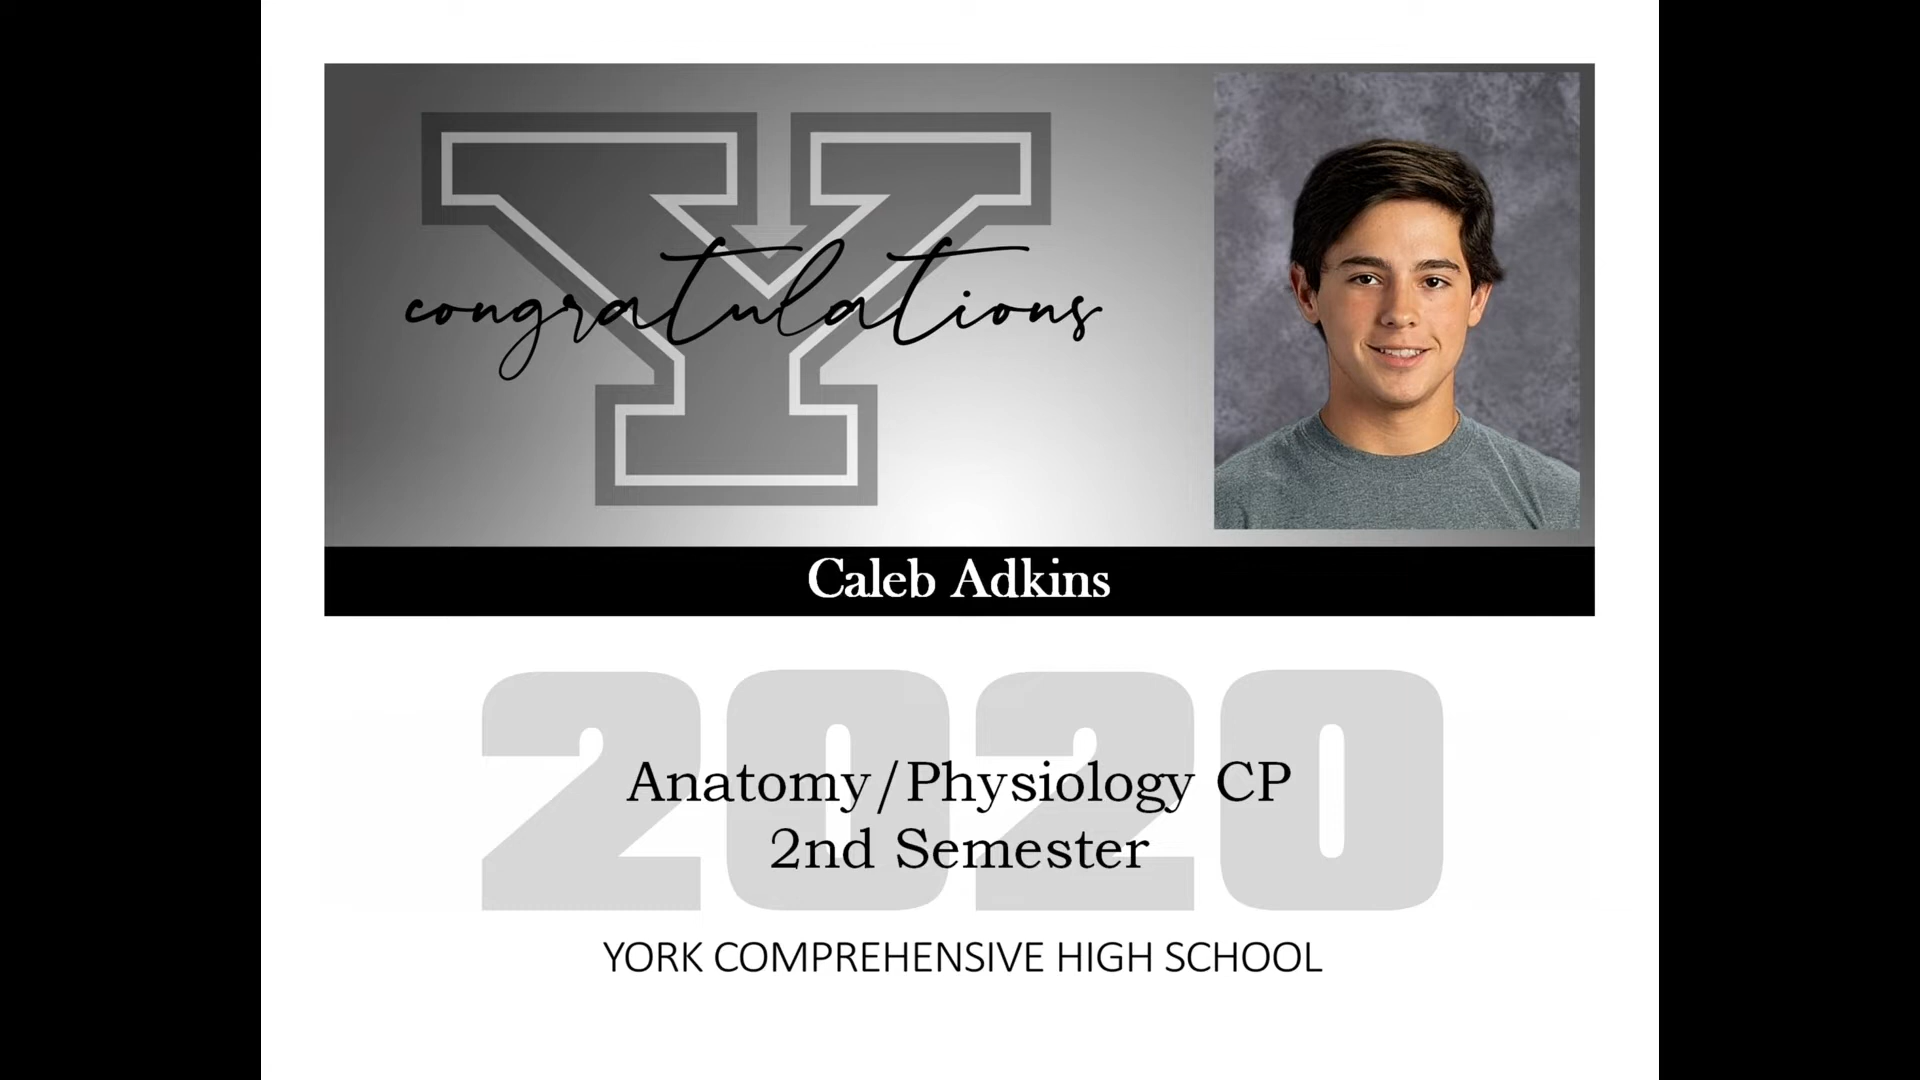 Y
congratulations
Caleb Adkins
2020
Anatomy/Physiology CP
2nd Semester
YORK COMPREHENSIVE HIGH SCHOOL